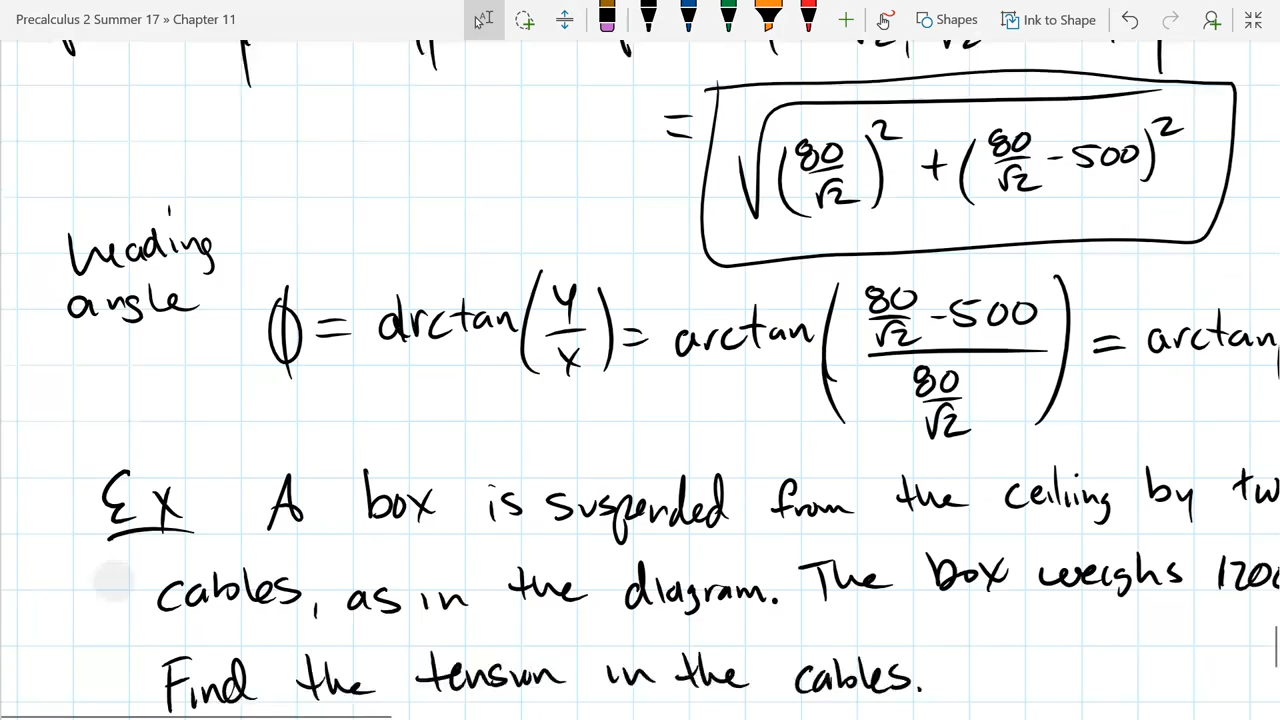 Precalculus 2 Summer 17 » Chapter 11
Shapes
Ink to Shape
= √((80/√2)² + (80/√2 - 500)²)
heading
angle
ϕ = arctan(y/x) = arctan((80/√2 - 500)/(80/√2)) = arctan
Ex A box is suspended from the ceiling by tw
cables, as in the diagram. The box weighs 1200
Find the tension in the cables.